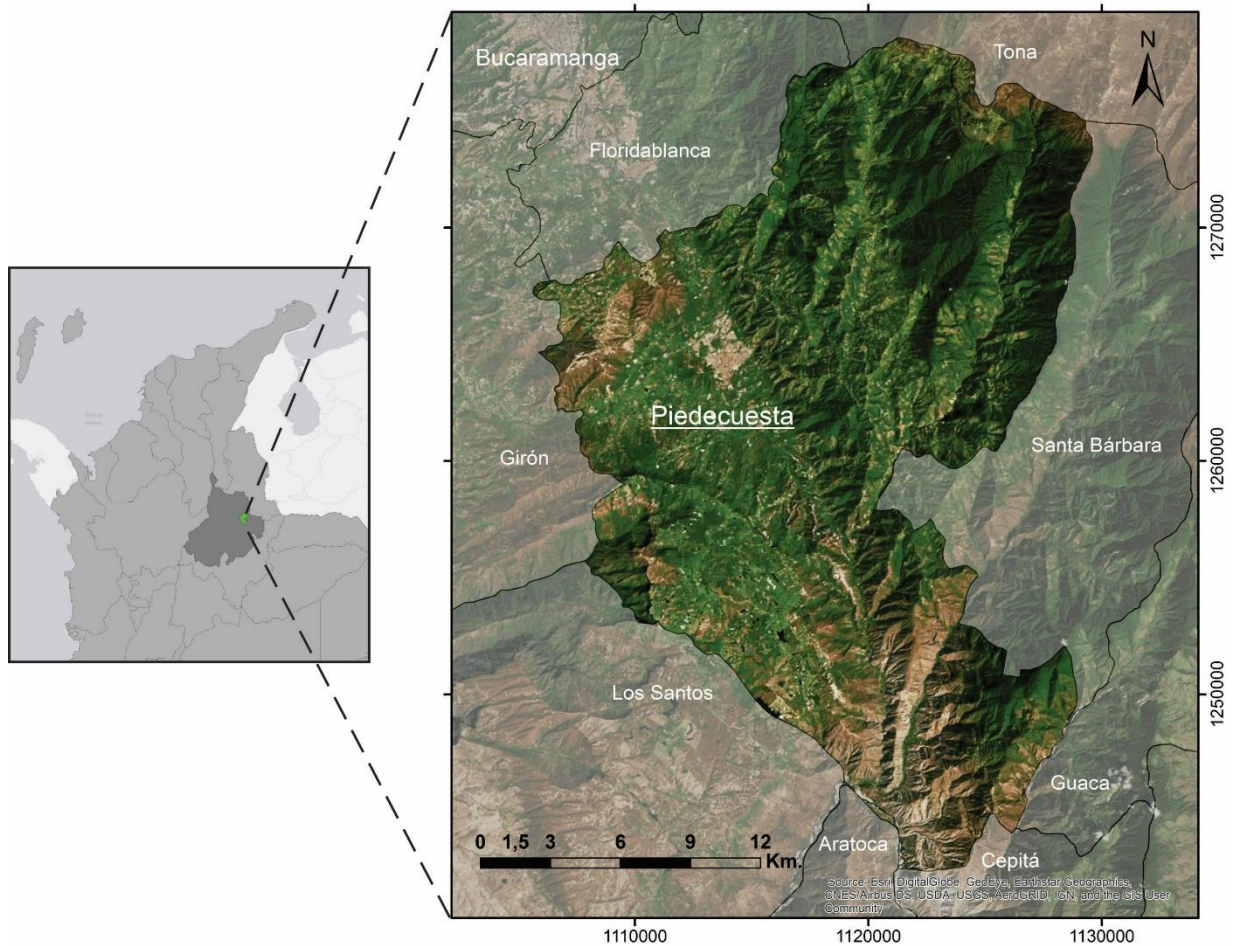 Bucaramanga
Tona
N
Floridablanca
1270000
Piedecuesta
Girón
Santa Bárbara
1260000
Los Santos
1250000
Guaca
Aratoca
Cepitá
0 1,5 3 6 9 12
Km.
Source: Esri, DigitalGlobe, GeoEye, Earthstar Geographics,
CNES/Airbus DS, USDA, USGS, AeroGRID, IGN, and the GIS User
Community
1110000 1120000 1130000